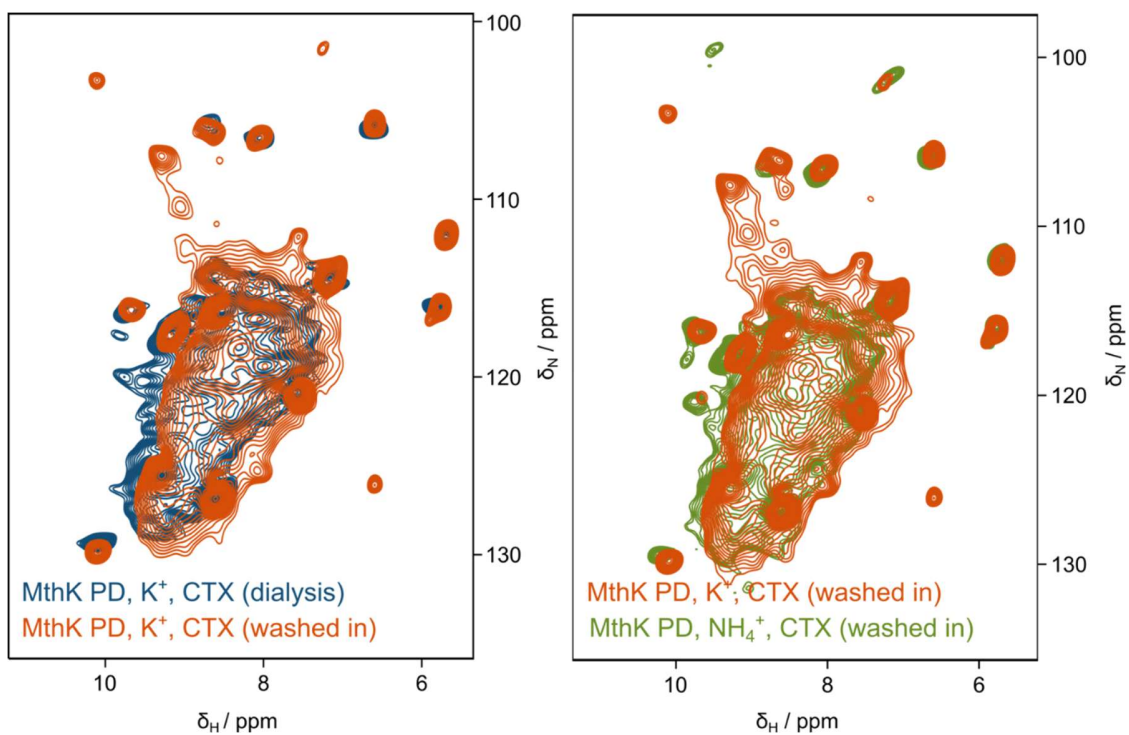 100
110
120
130
δN / ppm
MthK PD, K+, CTX (dialysis)
MthK PD, K+, CTX (washed in)
10
8
6
δH / ppm
100
110
120
130
δN / ppm
MthK PD, K+, CTX (washed in)
MthK PD, NH4+, CTX (washed in)
10
8
6
δH / ppm